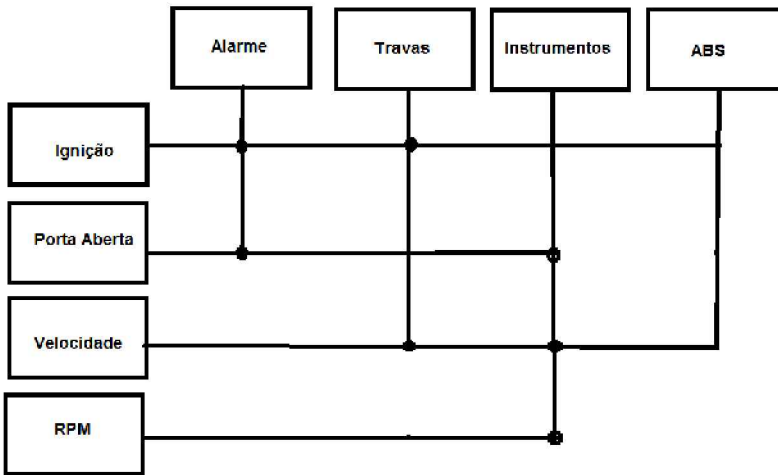 Alarme
Travas
Instrumentos
ABS
Ignição
Porta Aberta
Velocidade
RPM